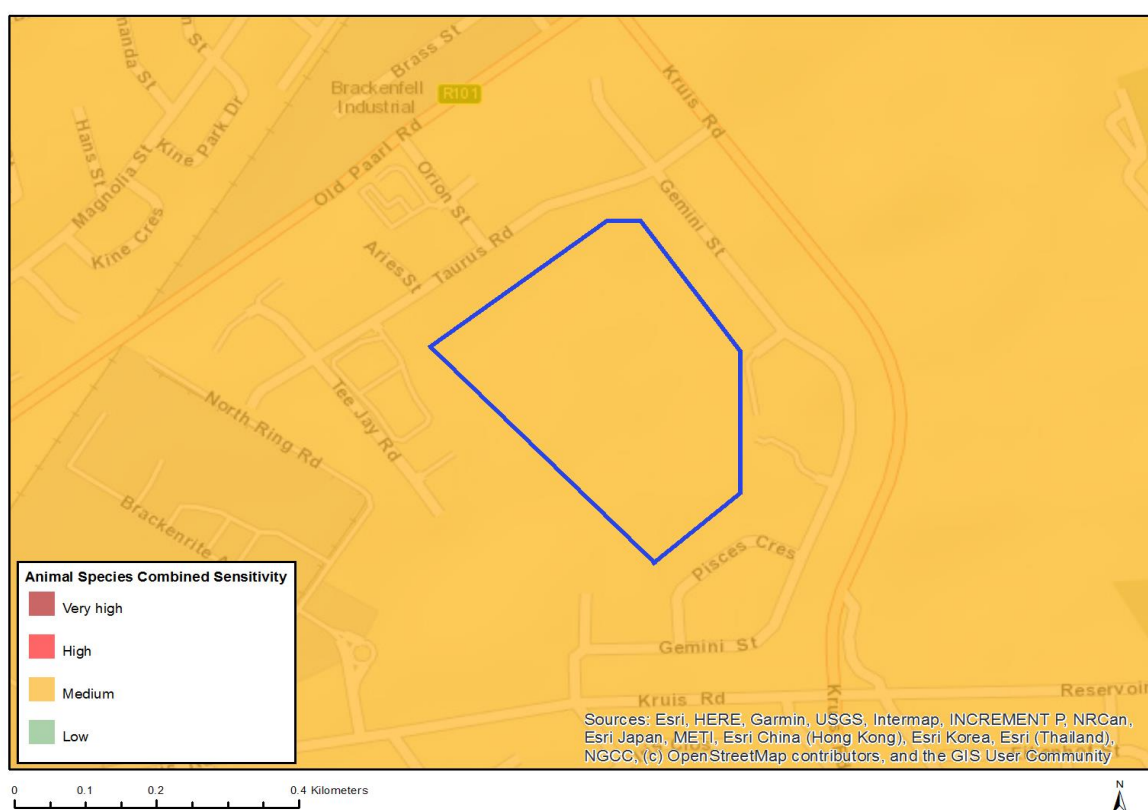 Brass St
Brackenfell
Industrial
R101
Kruis Rd
Hans St
Kine Park Dr
Magnolia St
Old Paarl Rd
Orion St
Gemini St
Kine Cres
Aries St
Taurus Rd
Tee Jay Rd
North Ring Rd
Pisces Cres
Gemini St
Kruis Rd
Animal Species Combined Sensitivity
Very high
High
Medium
Low
Sources: Esri, HERE, Garmin, USGS, Intermap, INCREMENT P, NRCan,
Esri Japan, METI, Esri China (Hong Kong), Esri Korea, Esri (Thailand),
NGCC, (c) OpenStreetMap contributors, and the GIS User Community
0 0.1 0.2 0.4 Kilometers
N